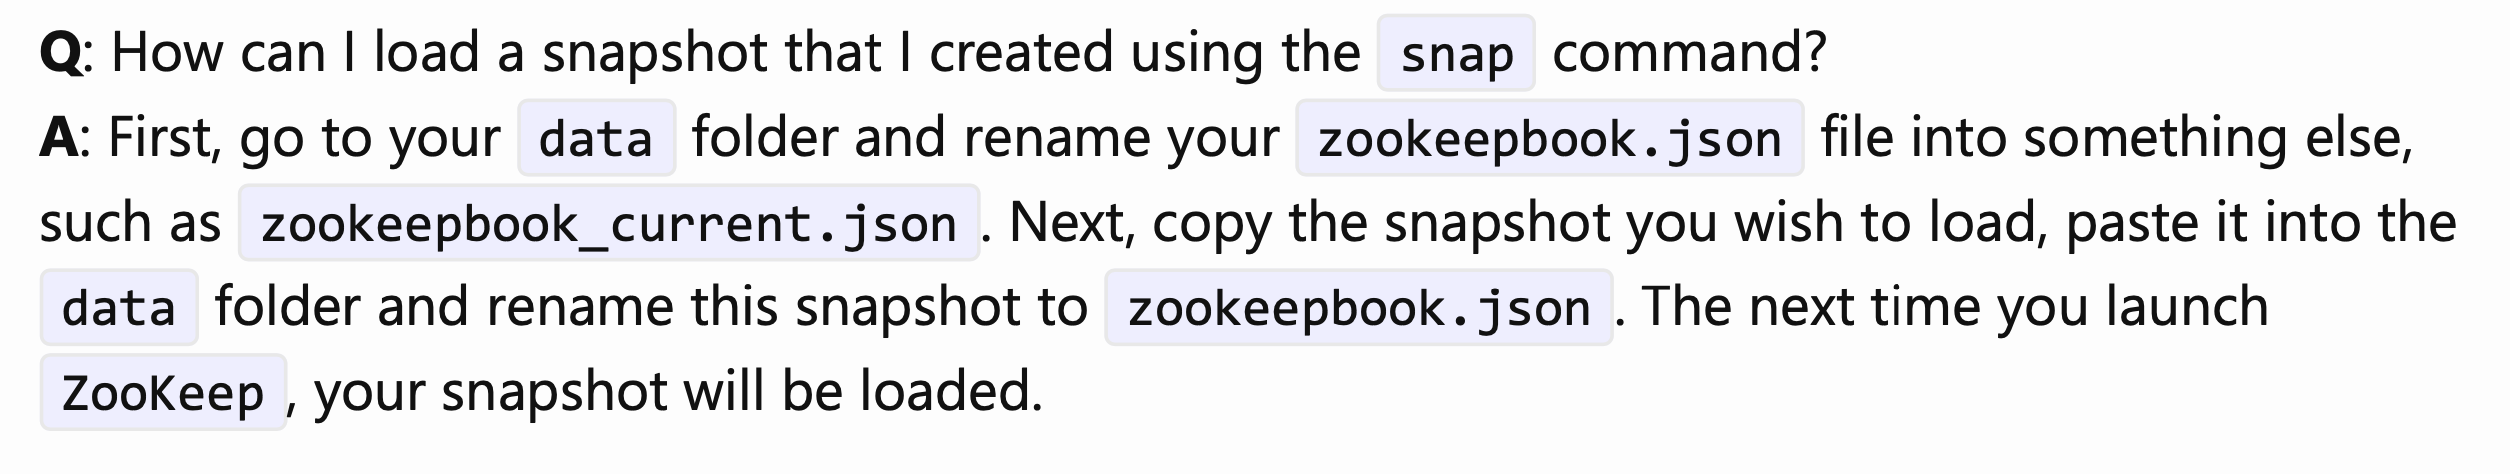 Q: How can I load a snapshot that I created using the snap command?
A: First, go to your data folder and rename your zookeepbook.json file into something else,
such as zookeepbook_current.json. Next, copy the snapshot you wish to load, paste it into the
data folder and rename this snapshot to zookeepbook.json. The next time you launch
ZooKeep, your snapshot will be loaded.